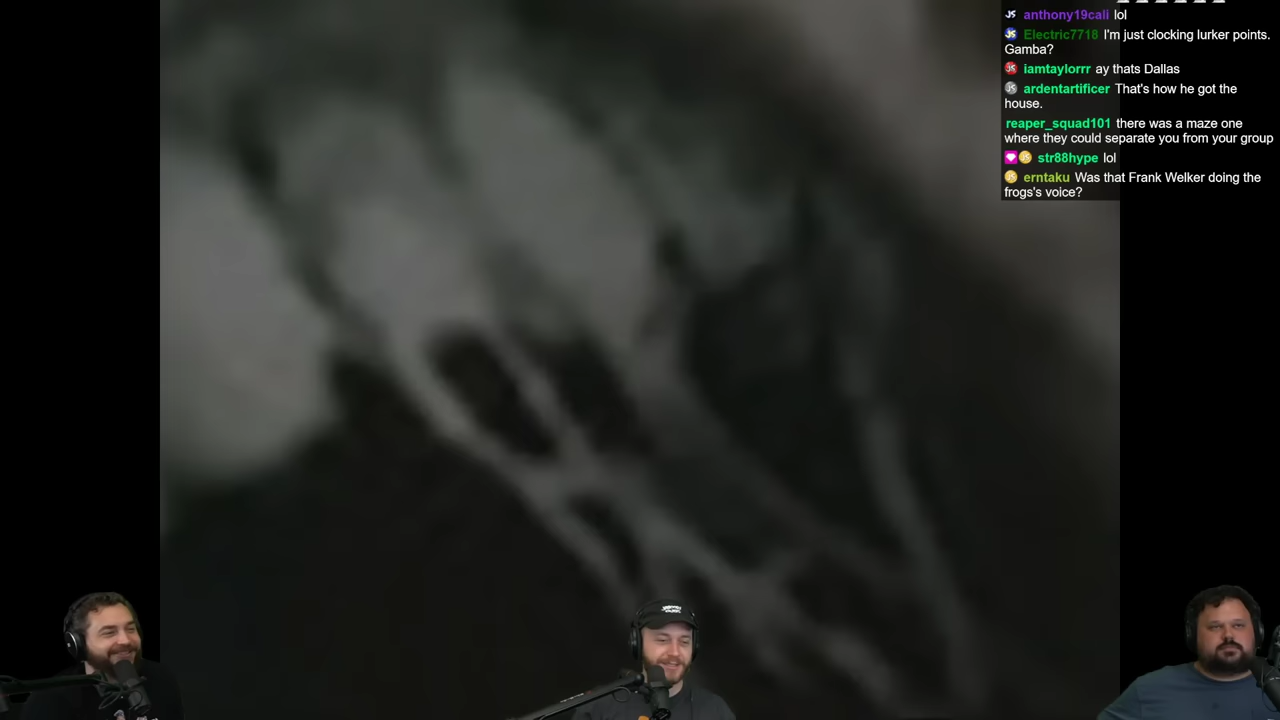 anthony19cali lol
Electric7718 I'm just clocking lurker points.
Gamba?
iamtaylorrr ay thats Dallas
ardentartificer That's how he got the
house.
reaper_squad101 there was a maze one
where they could separate you from your group
str88hype lol
erntaku Was that Frank Welker doing the
frogs's voice?